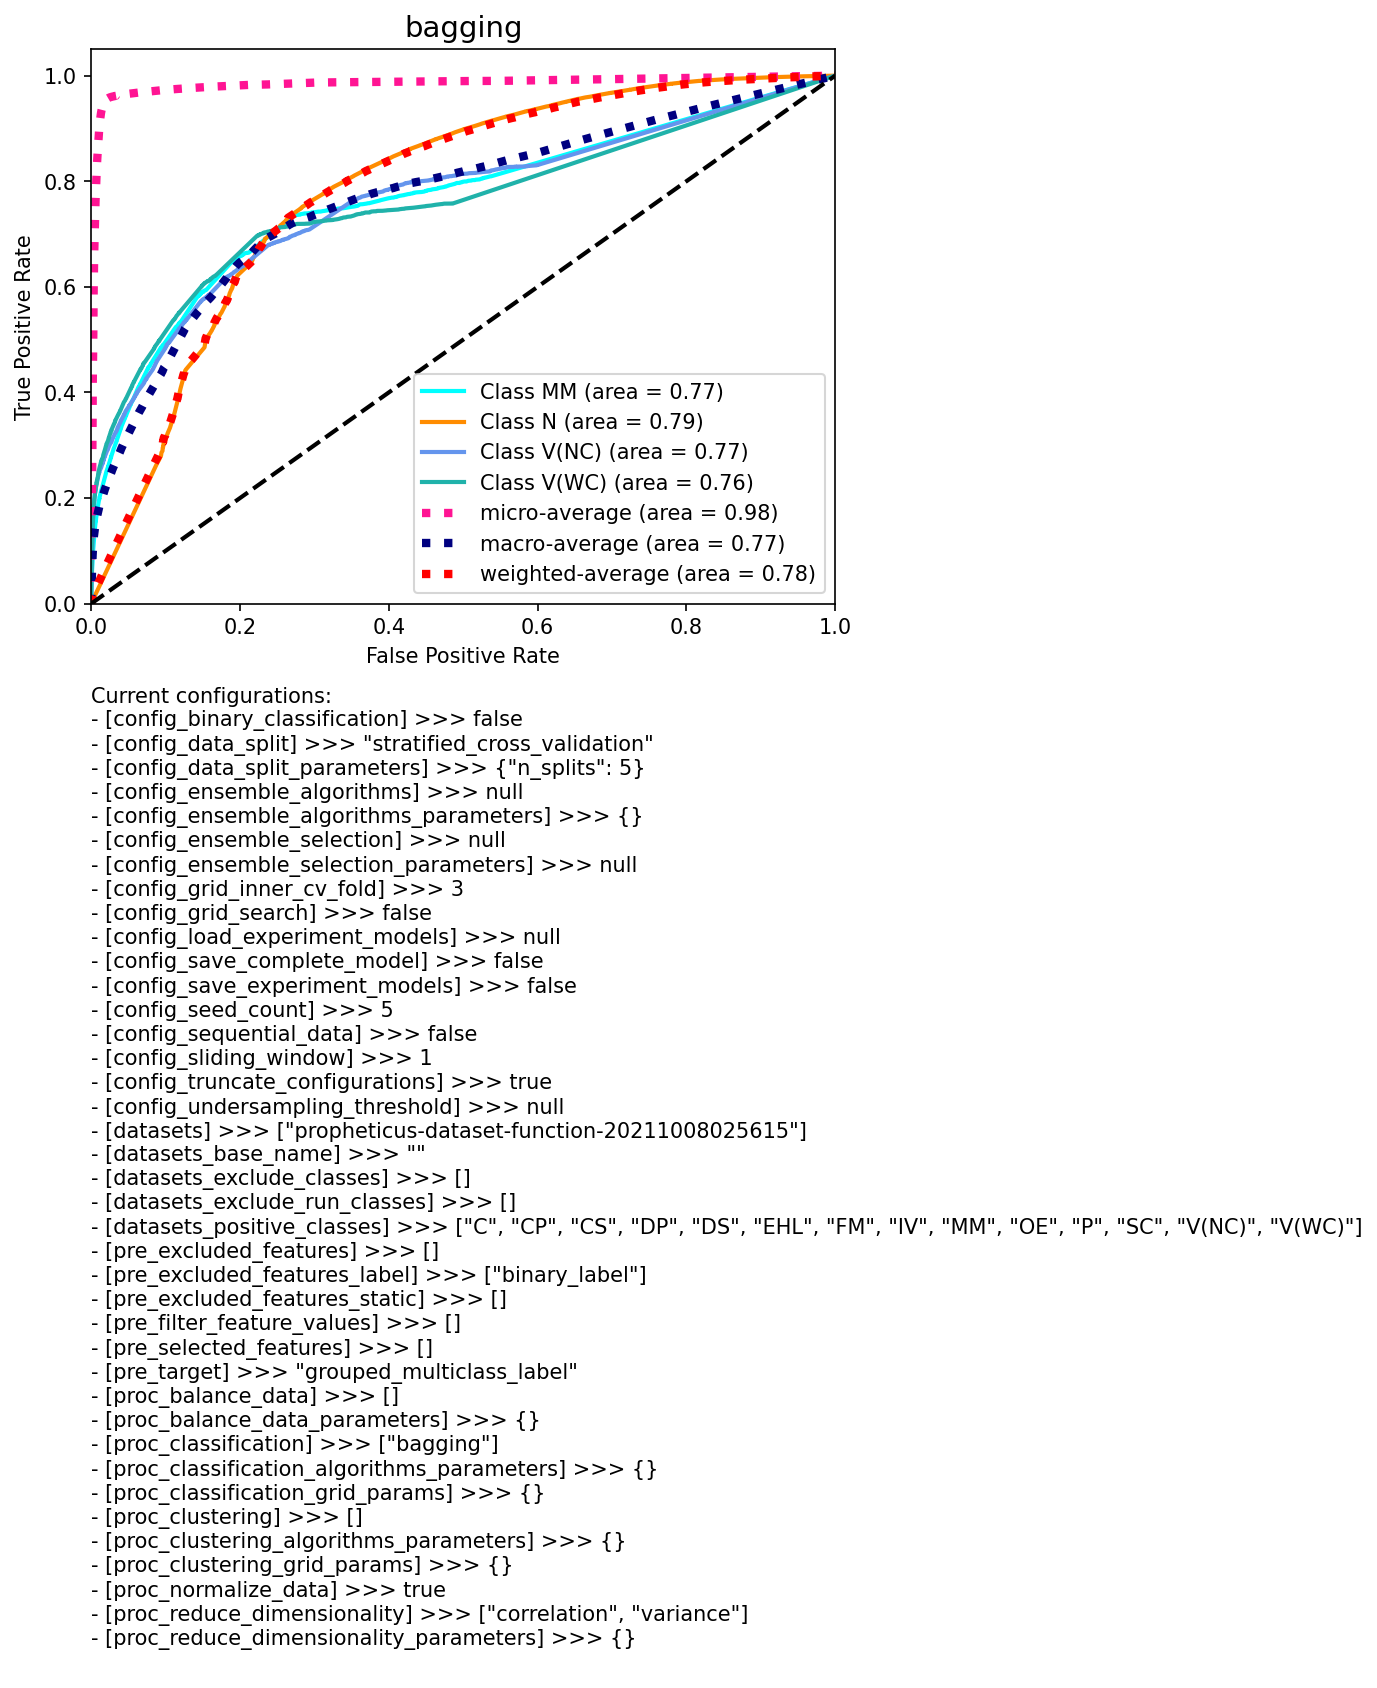 bagging
1.0
0.8
0.6
0.4
0.2
0.0
True Positive Rate
Class MM (area = 0.77)
Class N (area = 0.79)
Class V(NC) (area = 0.77)
Class V(WC) (area = 0.76)
micro-average (area = 0.98)
macro-average (area = 0.77)
weighted-average (area = 0.78)
0.0 0.2 0.4 0.6 0.8 1.0
False Positive Rate
Current configurations:
- [config_binary_classification] >>> false
- [config_data_split] >>> "stratified_cross_validation"
- [config_data_split_parameters] >>> {"n_splits": 5}
- [config_ensemble_algorithms] >>> null
- [config_ensemble_algorithms_parameters] >>> {}
- [config_ensemble_selection] >>> null
- [config_ensemble_selection_parameters] >>> null
- [config_grid_inner_cv_fold] >>> 3
- [config_grid_search] >>> false
- [config_load_experiment_models] >>> null
- [config_save_complete_model] >>> false
- [config_save_experiment_models] >>> false
- [config_seed_count] >>> 5
- [config_sequential_data] >>> false
- [config_sliding_window] >>> 1
- [config_truncate_configurations] >>> true
- [config_undersampling_threshold] >>> null
- [datasets] >>> ["propheticus-dataset-function-20211008025615"]
- [datasets_base_name] >>> ""
- [datasets_exclude_classes] >>> []
- [datasets_exclude_run_classes] >>> []
- [datasets_positive_classes] >>> ["C", "CP", "CS", "DP", "DS", "EHL", "FM", "IV", "MM", "OE", "P", "SC", "V(NC)", "V(WC)"]
- [pre_excluded_features] >>> []
- [pre_excluded_features_label] >>> ["binary_label"]
- [pre_excluded_features_static] >>> []
- [pre_filter_feature_values] >>> []
- [pre_selected_features] >>> []
- [pre_target] >>> "grouped_multiclass_label"
- [proc_balance_data] >>> []
- [proc_balance_data_parameters] >>> {}
- [proc_classification] >>> ["bagging"]
- [proc_classification_algorithms_parameters] >>> {}
- [proc_classification_grid_params] >>> {}
- [proc_clustering] >>> []
- [proc_clustering_algorithms_parameters] >>> {}
- [proc_clustering_grid_params] >>> {}
- [proc_normalize_data] >>> true
- [proc_reduce_dimensionality] >>> ["correlation", "variance"]
- [proc_reduce_dimensionality_parameters] >>> {}